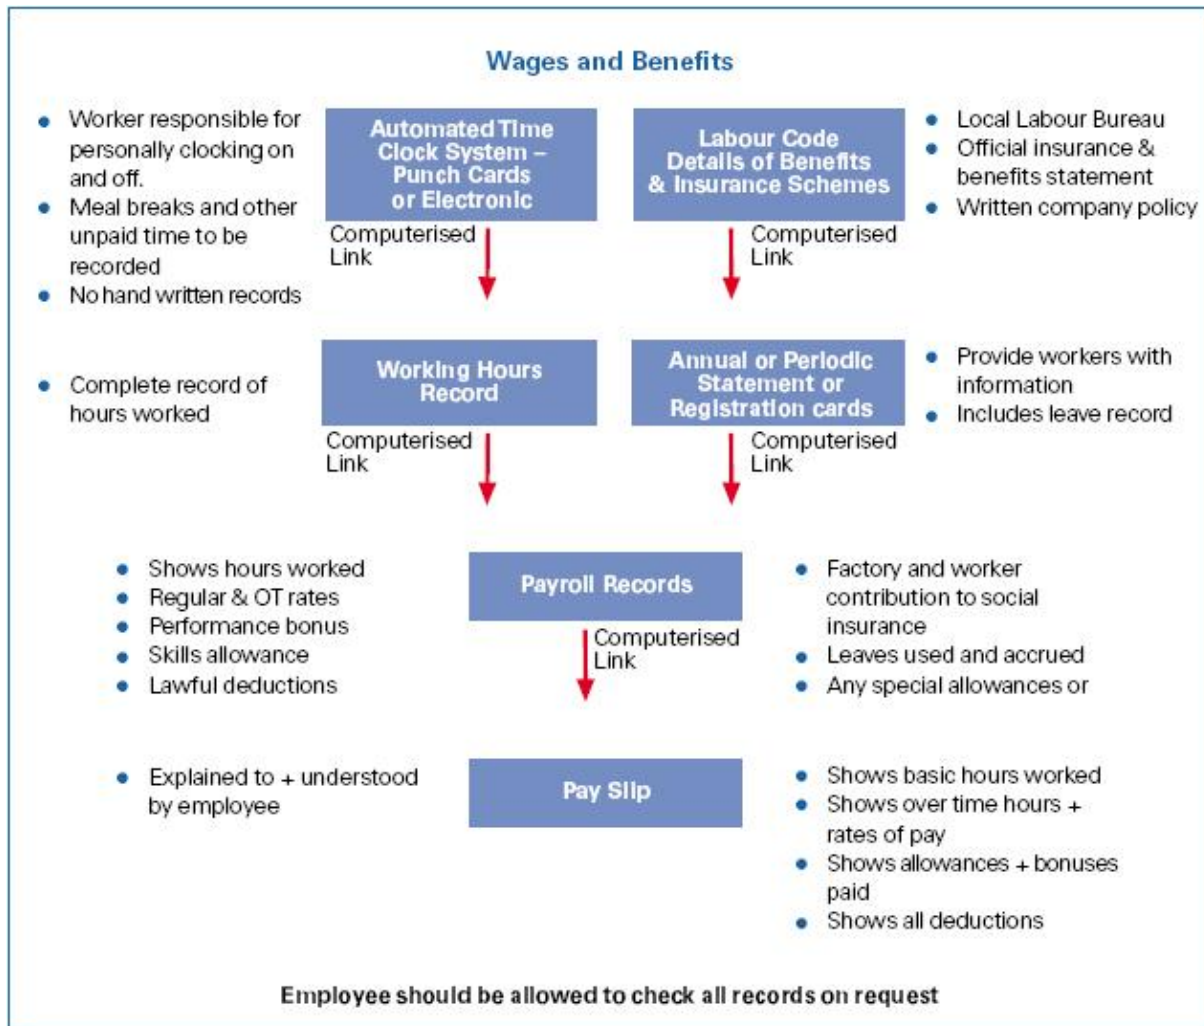 Wages and Benefits
● Worker responsible for
personally clocking on
and off.
● Meal breaks and other
unpaid time to be
recorded
● No hand written records
Automated Time
Clock System –
Punch Cards
or Electronic
Labour Code
Details of Benefits
& Insurance Schemes
● Local Labour Bureau
● Official insurance &
benefits statement
● Written company policy
Computerised
Link
Computerised
Link
● Complete record of
hours worked
Working Hours
Record
Annual or Periodic
Statement or
Registration cards
● Provide workers with
information
● Includes leave record
Computerised
Link
Computerised
Link
● Shows hours worked
● Regular & OT rates
● Performance bonus
● Skills allowance
● Lawful deductions
Payroll Records
● Factory and worker
contribution to social
insurance
● Leaves used and accrued
● Any special allowances or
Computerised
Link
● Explained to + understood
by employee
Pay Slip
● Shows basic hours worked
● Shows over time hours +
rates of pay
● Shows allowances + bonuses
paid
● Shows all deductions
Employee should be allowed to check all records on request